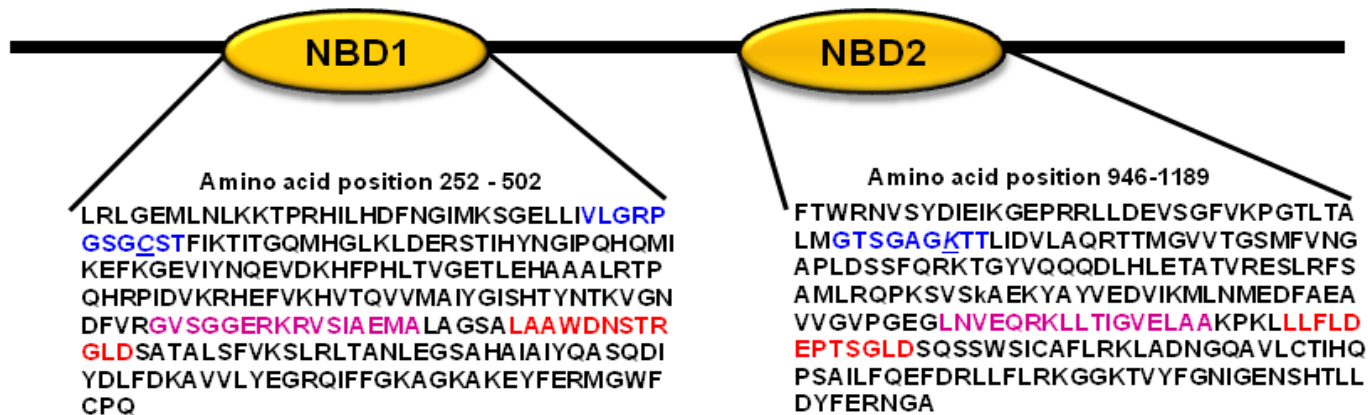 NBD1
NBD2
Amino acid position 252 - 502
LRLGEMLNLKKTPRHILHDFNGIMKSGELLIVLGRP
GSGCSTFIKTITGQMHGLKLDERSTIHYNGIPQHQMI
KEFKGEVIYNQEVDKHFPHLTVGETLEHAAALRTP
QHRPIDVKRHEFVKHVTQVVMAIYGISHTYNTKVGN
DFVRGVSGGERKRVSIAEMALAGSALAAWDNSTR
GLDSATALSFVKSLRLTANLEGSAHAIAIYQASQDI
YDLFDKAVVLYEGRQIFFGKAGKAKEYFERMGWF
CPQ
Amino acid position 946-1189
FTWRNVSYDIEIKGEPRRLLDEVSGFVKPGTLTA
LMGTSGAGKTTLIDVLAQRTTMGVVTGSMFVNG
APLDSSFQRKTGYVQQQDLHLETATVRESLRFS
AMLRQPKSVSkAEKYAYVEDVIKMLNMEDFAEA
VVGVPGEGLNVEQRKLLTIGVELAAKPKLLLFLD
EPTSGLDSQSSWSICAFLRKLADNGQAVLCTIHQ
PSAILFQEFDRLLFLRKGGKTVYFGNIGENSHTLL
DYFERNGA